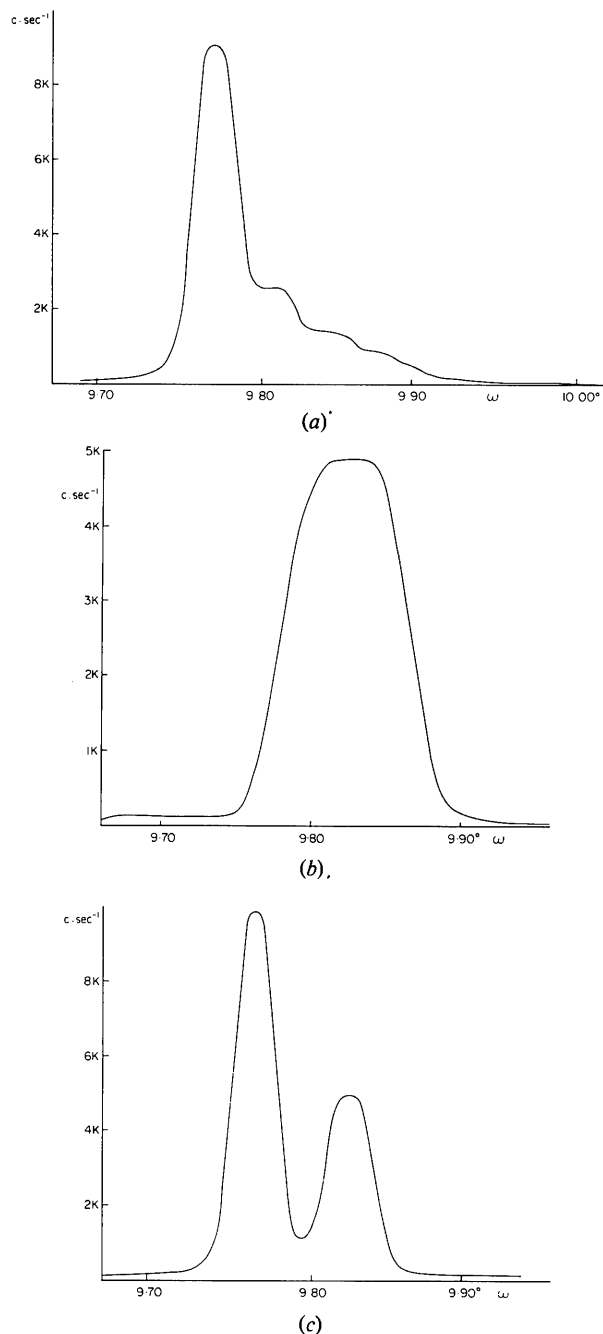 c.sec⁻¹
8K
6K
4K
2K
9·70 9·80 9·90 ω 10 00°
(a)
5K
c.sec⁻¹
4K
3K
2K
1K
9·70 9·80 9·90° ω
(b).
c.sec⁻¹
8K
6K
4K
2K
9·70 9·80 9·90° ω
(c)